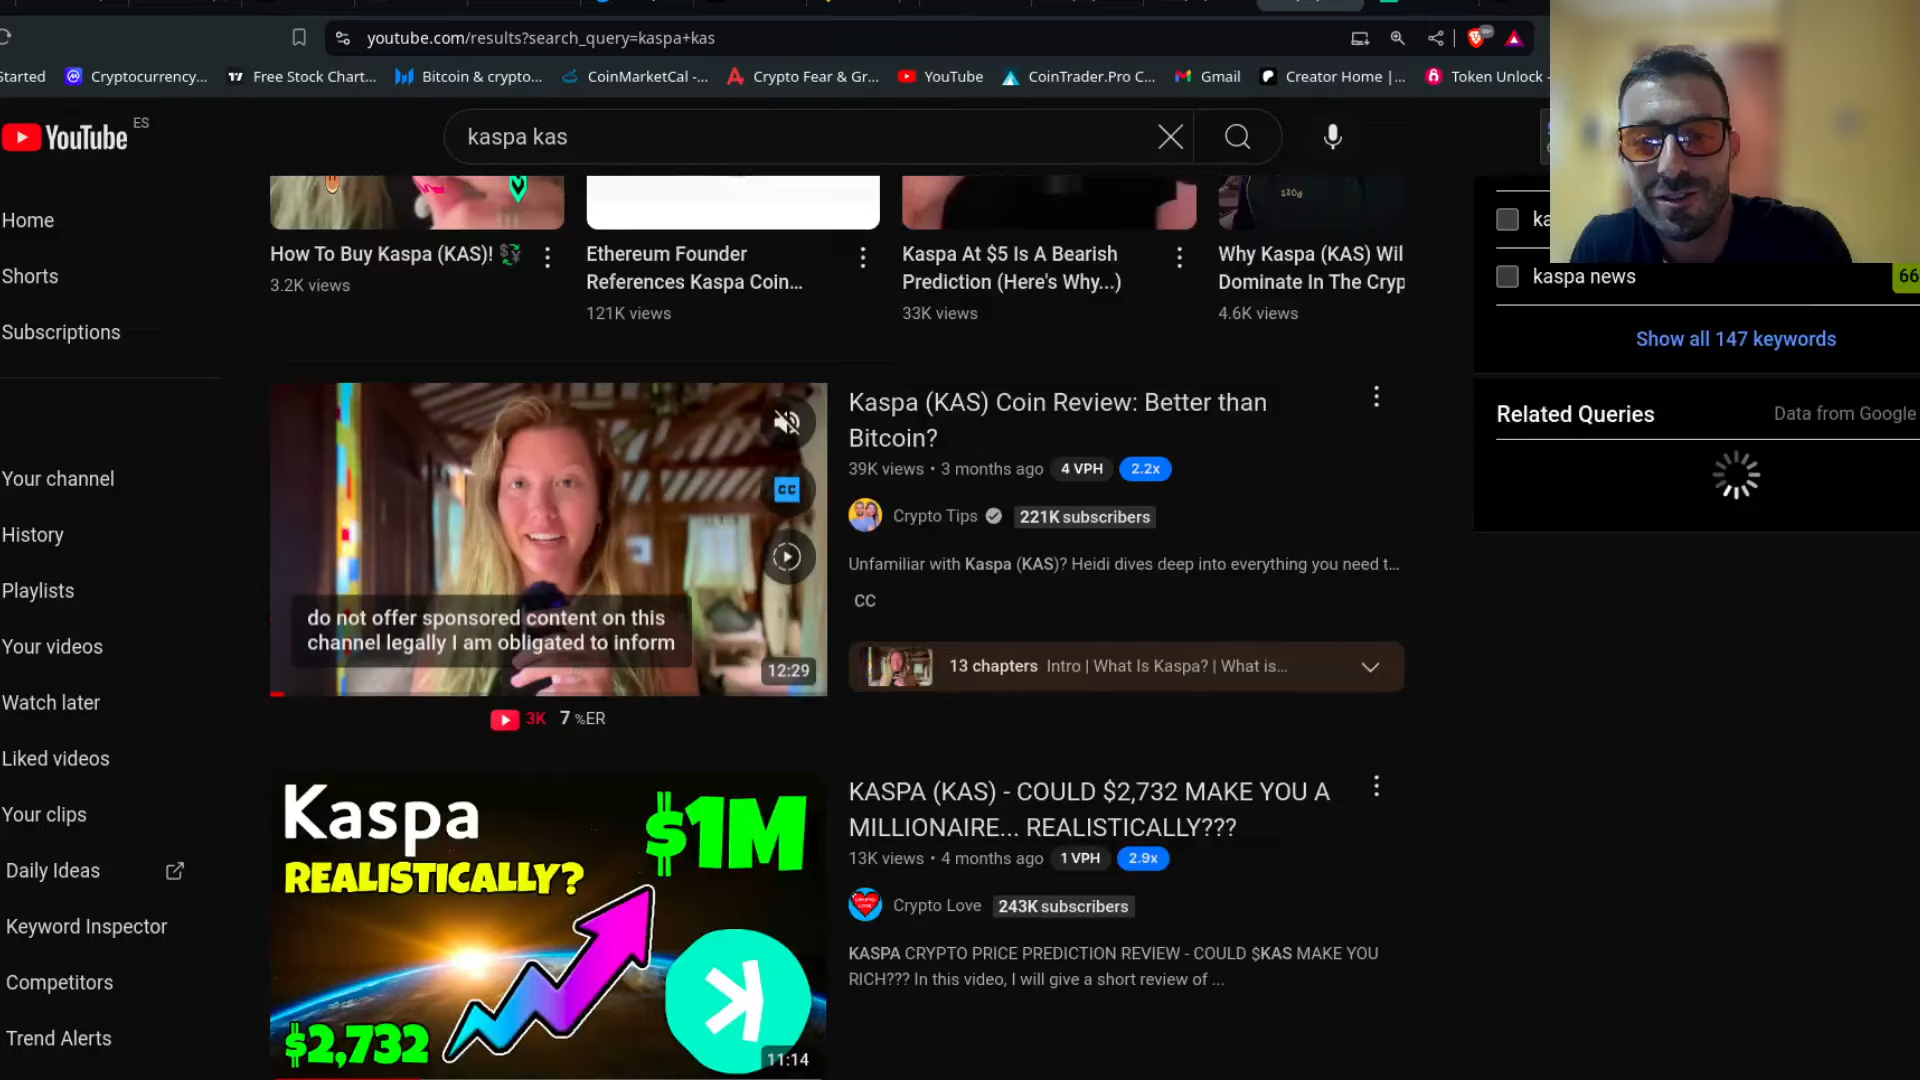 youtube.com/results?search_query=kaspa+kas
Started
Cryptocurrency...
Free Stock Chart...
Bitcoin & crypto...
CoinMarketCal -...
Crypto Fear & Gr...
YouTube
CoinTrader.Pro C...
Gmail
Creator Home |...
Token Unlock -
YouTube
ES
kaspa kas
Home
Shorts
Subscriptions
Your channel
History
Playlists
Your videos
Watch later
Liked videos
Your clips
Daily Ideas
Keyword Inspector
Competitors
Trend Alerts
How To Buy Kaspa (KAS)! 💱
3.2K views
Ethereum Founder
References Kaspa Coin...
121K views
Kaspa At $5 Is A Bearish
Prediction (Here's Why...)
33K views
Why Kaspa (KAS) Wil
Dominate In The Cryp
4.6K views
do not offer sponsored content on this
channel legally I am obligated to inform
CC
12:29
3K 7 %ER
Kaspa (KAS) Coin Review: Better than
Bitcoin?
39K views • 3 months ago 4 VPH 2.2x
Crypto Tips 221K subscribers
Unfamiliar with Kaspa (KAS)? Heidi dives deep into everything you need t...
CC
13 chapters Intro | What Is Kaspa? | What is...
Kaspa
REALISTICALLY?
$1M
$2,732
11:14
KASPA (KAS) - COULD $2,732 MAKE YOU A
MILLIONAIRE... REALISTICALLY???
13K views • 4 months ago 1 VPH 2.9x
Crypto Love 243K subscribers
KASPA CRYPTO PRICE PREDICTION REVIEW - COULD $KAS MAKE YOU
RICH??? In this video, I will give a short review of ...
ka
kaspa news
66
Show all 147 keywords
Related Queries
Data from Google